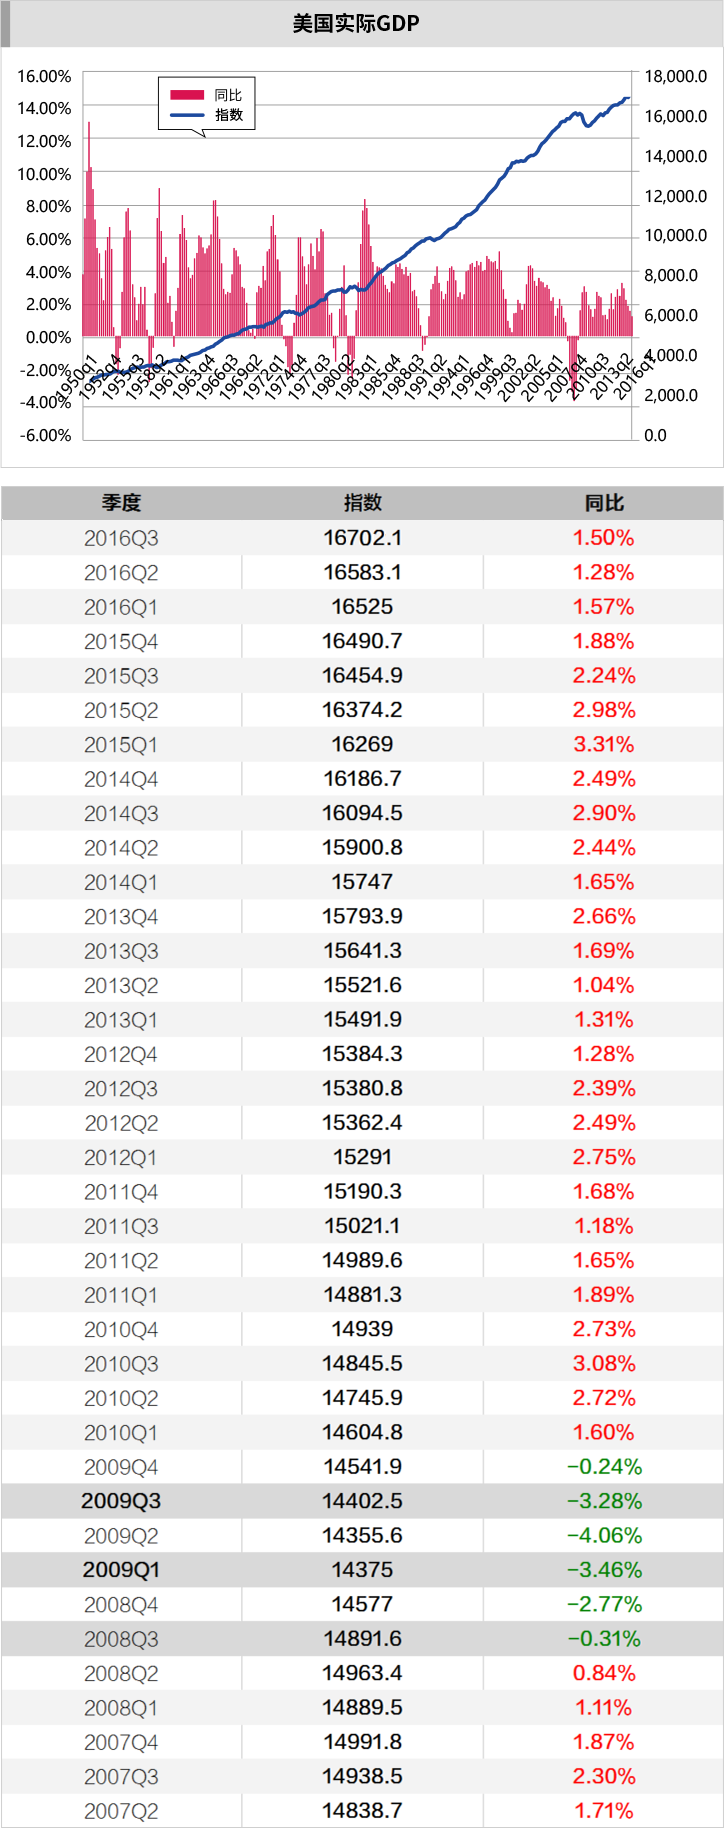 美国实际GDP
同比
指数
16.00%
14.00%
12.00%
10.00%
8.00%
6.00%
4.00%
2.00%
0.00%
-2.00%
-4.00%
-6.00%
18,000.0
16,000.0
14,000.0
12,000.0
10,000.0
8,000.0
6,000.0
4,000.0
2,000.0
0.0
1950q1
1952q4
1955q3
1958q2
1961q1
1963q4
1966q3
1969q2
1972q1
1974q4
1977q3
1980q2
1983q1
1985q4
1988q3
1991q2
1994q1
1996q4
1999q3
2002q2
2005q1
2007q4
2010q3
2013q2
2016q1
季度 指数 同比
2016Q3 16702.1 1.50%
2016Q2 16583.1 1.28%
2016Q1 16525 1.57%
2015Q4 16490.7 1.88%
2015Q3 16454.9 2.24%
2015Q2 16374.2 2.98%
2015Q1 16269 3.31%
2014Q4 16186.7 2.49%
2014Q3 16094.5 2.90%
2014Q2 15900.8 2.44%
2014Q1 15747 1.65%
2013Q4 15793.9 2.66%
2013Q3 15641.3 1.69%
2013Q2 15521.6 1.04%
2013Q1 15491.9 1.31%
2012Q4 15384.3 1.28%
2012Q3 15380.8 2.39%
2012Q2 15362.4 2.49%
2012Q1 15291 2.75%
2011Q4 15190.3 1.68%
2011Q3 15021.1 1.18%
2011Q2 14989.6 1.65%
2011Q1 14881.3 1.89%
2010Q4 14939 2.73%
2010Q3 14845.5 3.08%
2010Q2 14745.9 2.72%
2010Q1 14604.8 1.60%
2009Q4 14541.9 −0.24%
2009Q3 14402.5 −3.28%
2009Q2 14355.6 −4.06%
2009Q1 14375 −3.46%
2008Q4 14577 −2.77%
2008Q3 14891.6 −0.31%
2008Q2 14963.4 0.84%
2008Q1 14889.5 1.11%
2007Q4 14991.8 1.87%
2007Q3 14938.5 2.30%
2007Q2 14838.7 1.71%